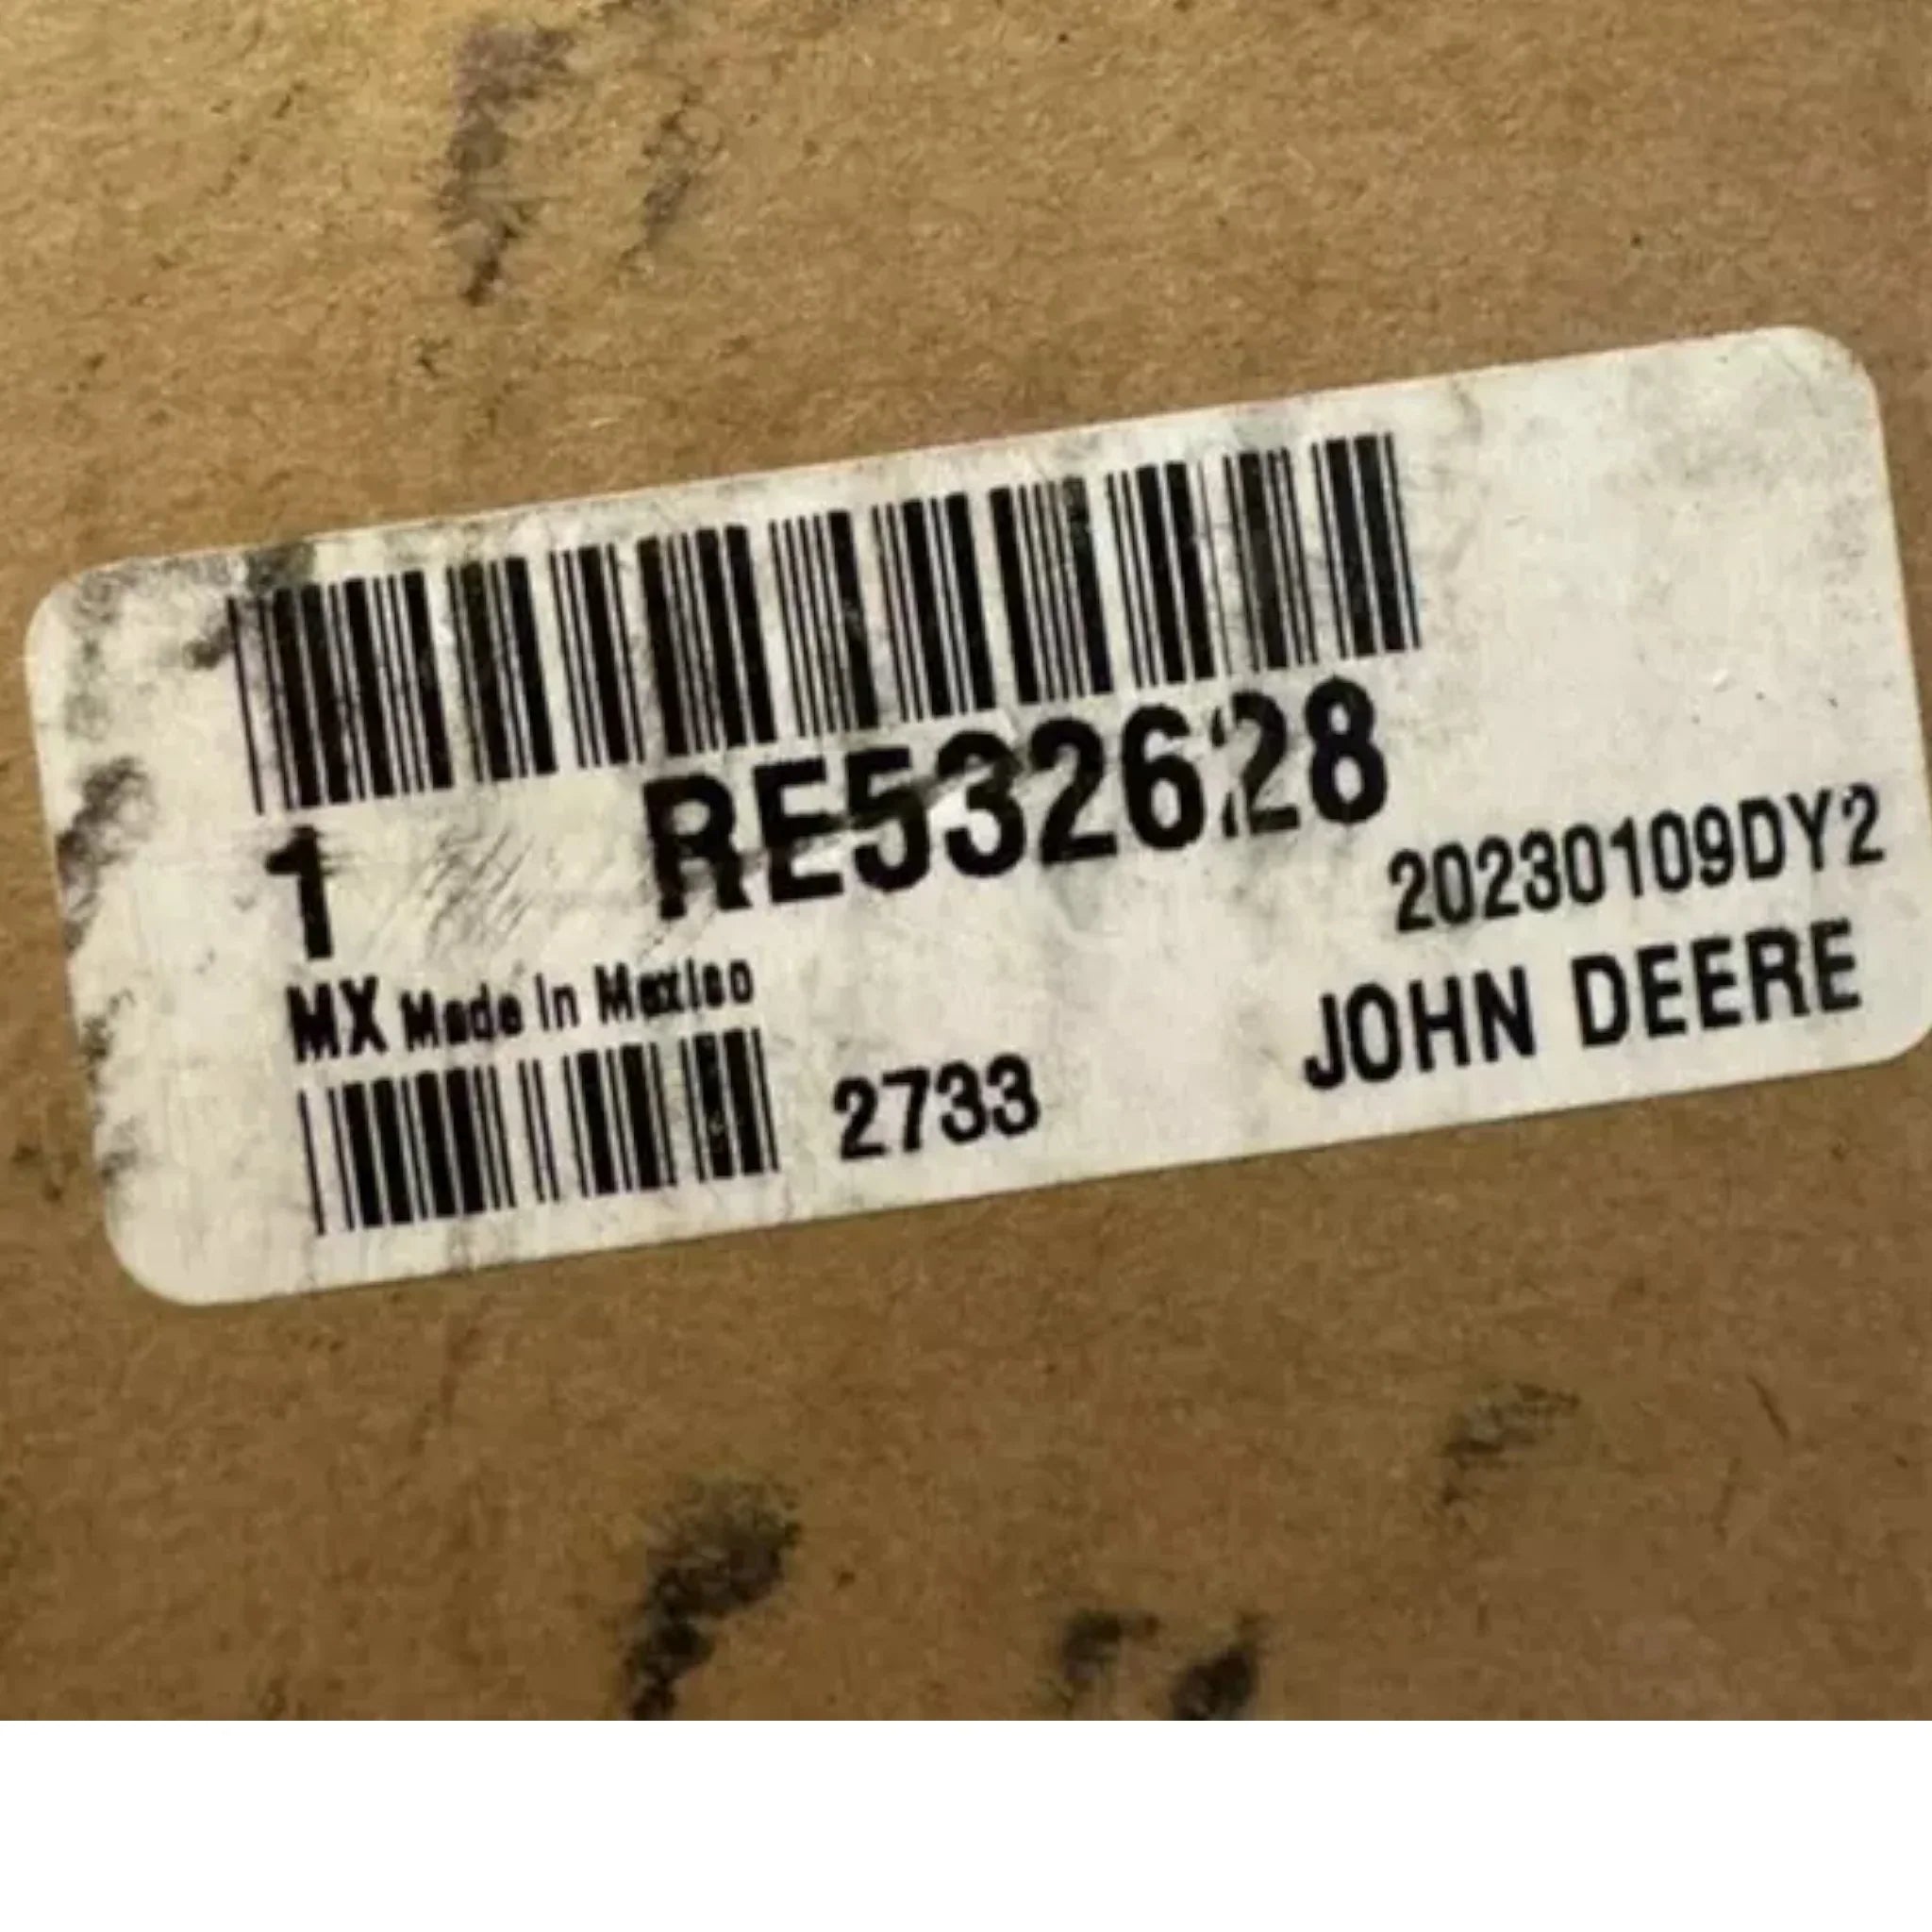 1 RE532628
20230109DY2
MX Made in Mexico
JOHN DEERE
2733